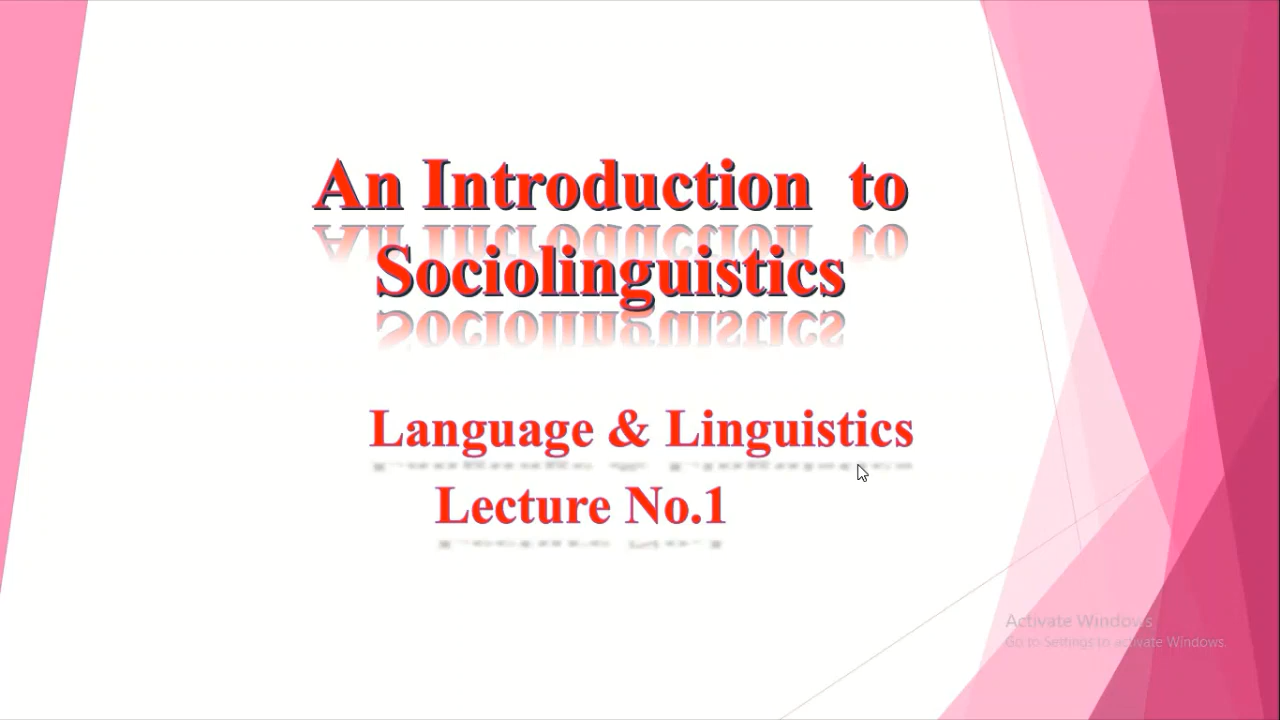 An Introduction to
Sociolinguistics
Language & Linguistics
Lecture No.1
Activate Windows
Go to Settings to activate Windows.